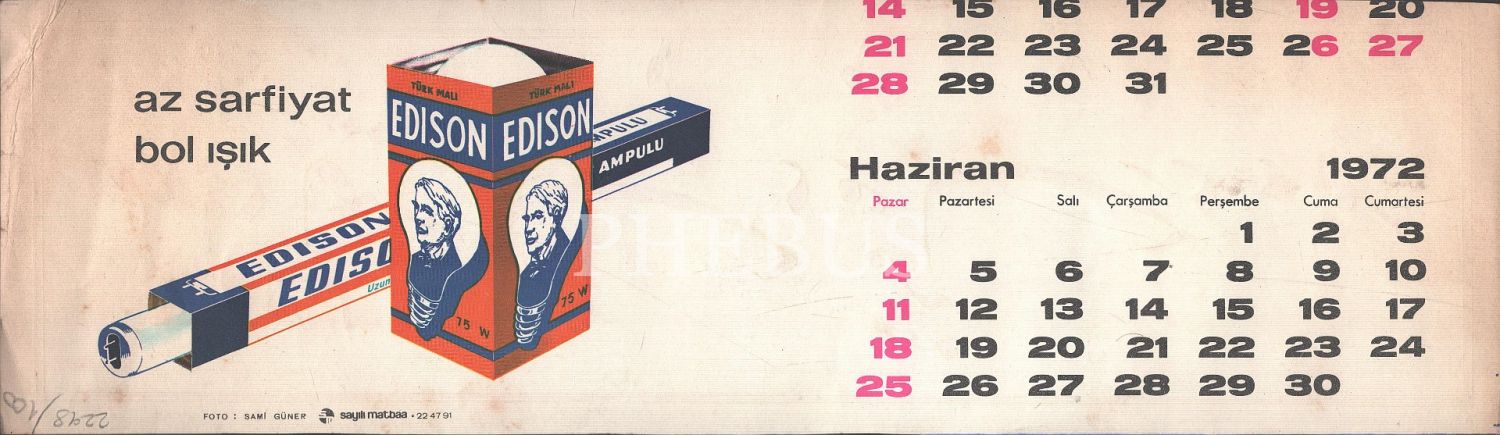 az sarfiyat
bol ışık
TÜRK MALI
TÜRK MALI
EDISON
EDISON
75 W
75 W
AMPULU
EDISON
Uzun
FOTO : SAMİ GÜNER
sayılı matbaa • 22 47 91
2298/100
PHEBUS
14 15 16 17 18 19 20
21 22 23 24 25 26 27
28 29 30 31
Haziran 1972
Pazar Pazartesi Salı Çarşamba Perşembe Cuma Cumartesi
1 2 3
4 5 6 7 8 9 10
11 12 13 14 15 16 17
18 19 20 21 22 23 24
25 26 27 28 29 30